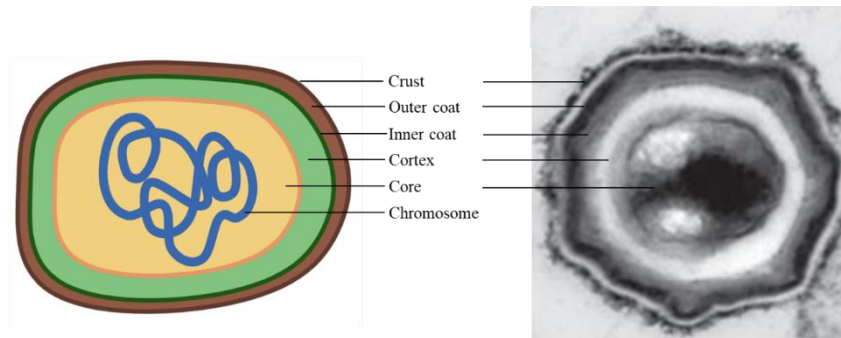 Crust
Outer coat
Inner coat
Cortex
Core
Chromosome